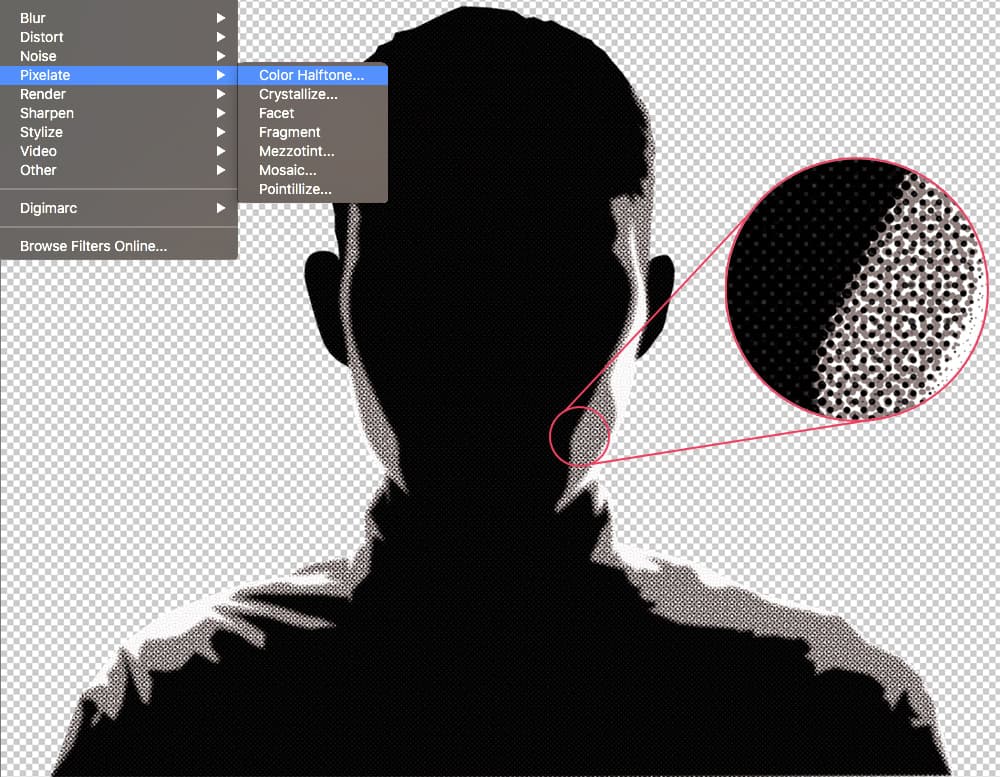 Blur
Distort
Noise
Pixelate
Render
Sharpen
Stylize
Video
Other
Digimarc
Browse Filters Online...
Color Halftone...
Crystallize...
Facet
Fragment
Mezzotint...
Mosaic...
Pointillize...